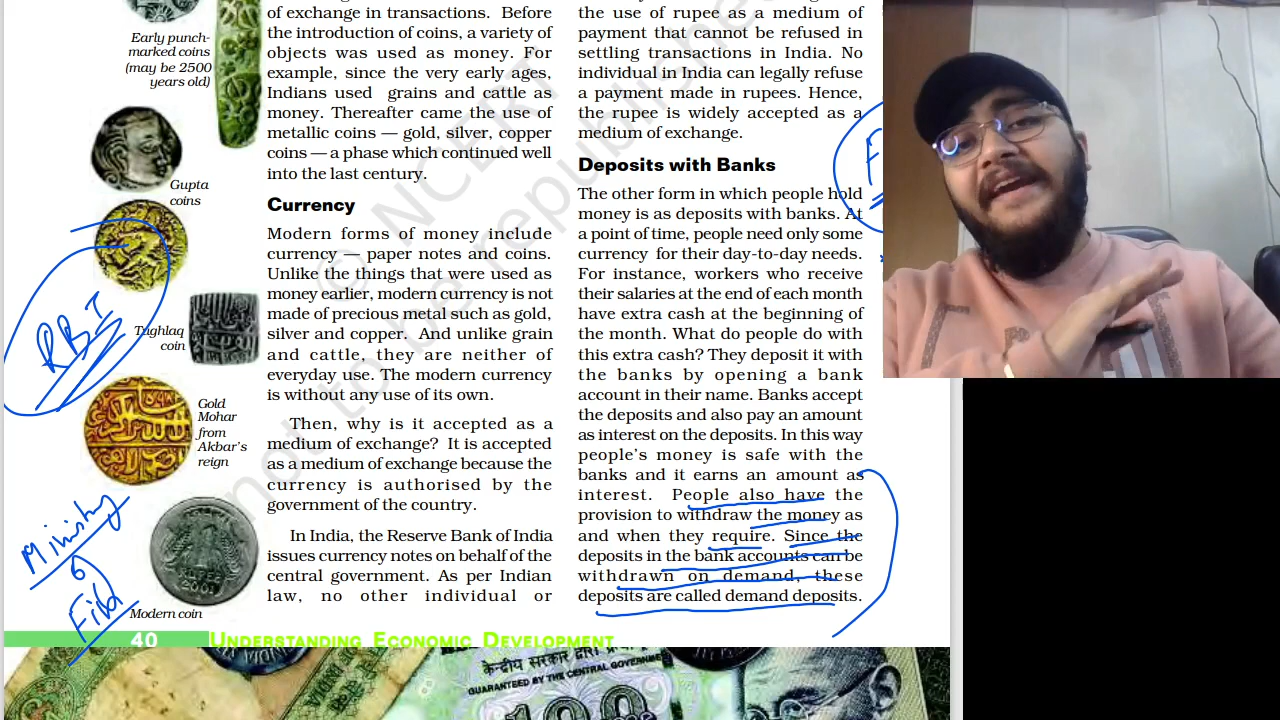 Early punch-
marked coins
(may be 2500
years old)
Gupta
coins
Tughlaq
coin
Gold
Mohar
from
Akbar's
reign
Modern coin
RBI
Ministry
of
of exchange in transactions. Before
the introduction of coins, a variety of
objects was used as money. For
example, since the very early ages,
Indians used grains and cattle as
money. Thereafter came the use of
metallic coins — gold, silver, copper
coins — a phase which continued well
into the last century.
Currency
Modern forms of money include
currency — paper notes and coins.
Unlike the things that were used as
money earlier, modern currency is not
made of precious metal such as gold,
silver and copper. And unlike grain
and cattle, they are neither of
everyday use. The modern currency
is without any use of its own.
Then, why is it accepted as a
medium of exchange? It is accepted
as a medium of exchange because the
currency is authorised by the
government of the country.
In India, the Reserve Bank of India
issues currency notes on behalf of the
central government. As per Indian
law, no other individual or
the use of rupee as a medium of
payment that cannot be refused in
settling transactions in India. No
individual in India can legally refuse
a payment made in rupees. Hence,
the rupee is widely accepted as a
medium of exchange.
Deposits with Banks
The other form in which people hold
money is as deposits with banks. At
a point of time, people need only some
currency for their day-to-day needs.
For instance, workers who receive
their salaries at the end of each month
have extra cash at the beginning of
the month. What do people do with
this extra cash? They deposit it with
the banks by opening a bank
account in their name. Banks accept
the deposits and also pay an amount
as interest on the deposits. In this way
people's money is safe with the
banks and it earns an amount as
interest. People also have the
provision to withdraw the money as
and when they require. Since the
deposits in the bank accounts can be
withdrawn on demand, these
deposits are called demand deposits.
© NCERT
not to be republished
40 Understanding Economic Development
केन्द्रीय सरकार द्वारा
GUARANTEED BY THE CENTRAL GOVERNMENT
100